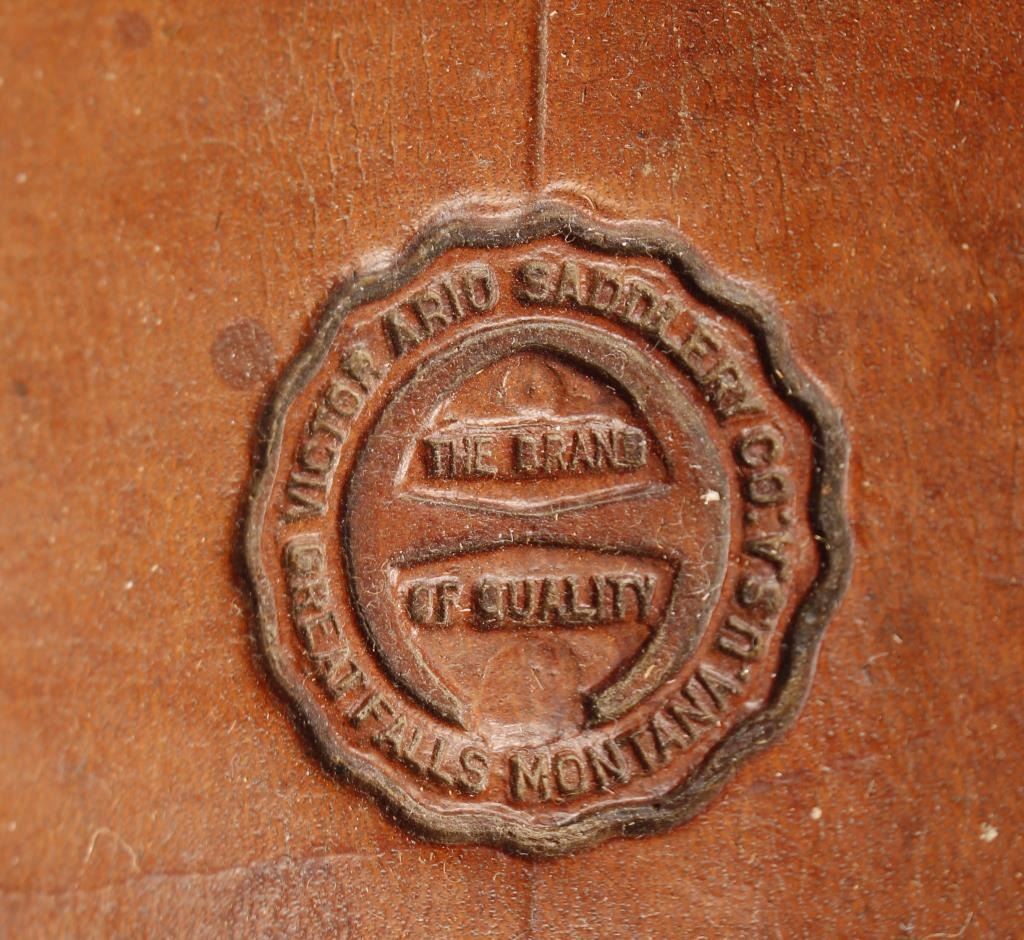 VICTOR ARIO SADDLERY CO.
GREAT FALLS MONTANA. U.S.A.
THE BRAND
OF QUALITY